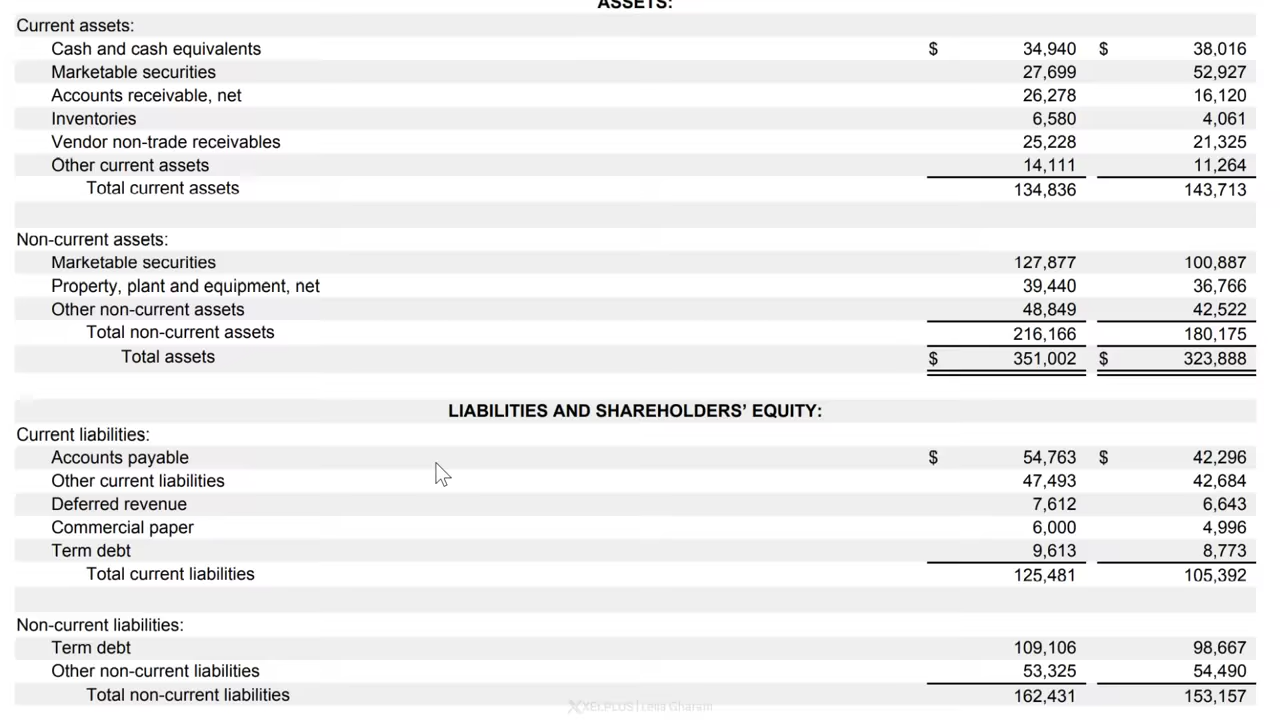 ASSETS:
Current assets:
Cash and cash equivalents $ 34,940 $ 38,016
Marketable securities 27,699 52,927
Accounts receivable, net 26,278 16,120
Inventories 6,580 4,061
Vendor non-trade receivables 25,228 21,325
Other current assets 14,111 11,264
Total current assets 134,836 143,713
Non-current assets:
Marketable securities 127,877 100,887
Property, plant and equipment, net 39,440 36,766
Other non-current assets 48,849 42,522
Total non-current assets 216,166 180,175
Total assets $ 351,002 $ 323,888
LIABILITIES AND SHAREHOLDERS’ EQUITY:
Current liabilities:
Accounts payable $ 54,763 $ 42,296
Other current liabilities 47,493 42,684
Deferred revenue 7,612 6,643
Commercial paper 6,000 4,996
Term debt 9,613 8,773
Total current liabilities 125,481 105,392
Non-current liabilities:
Term debt 109,106 98,667
Other non-current liabilities 53,325 54,490
Total non-current liabilities 162,431 153,157
XELPLUS | Leila Gharani